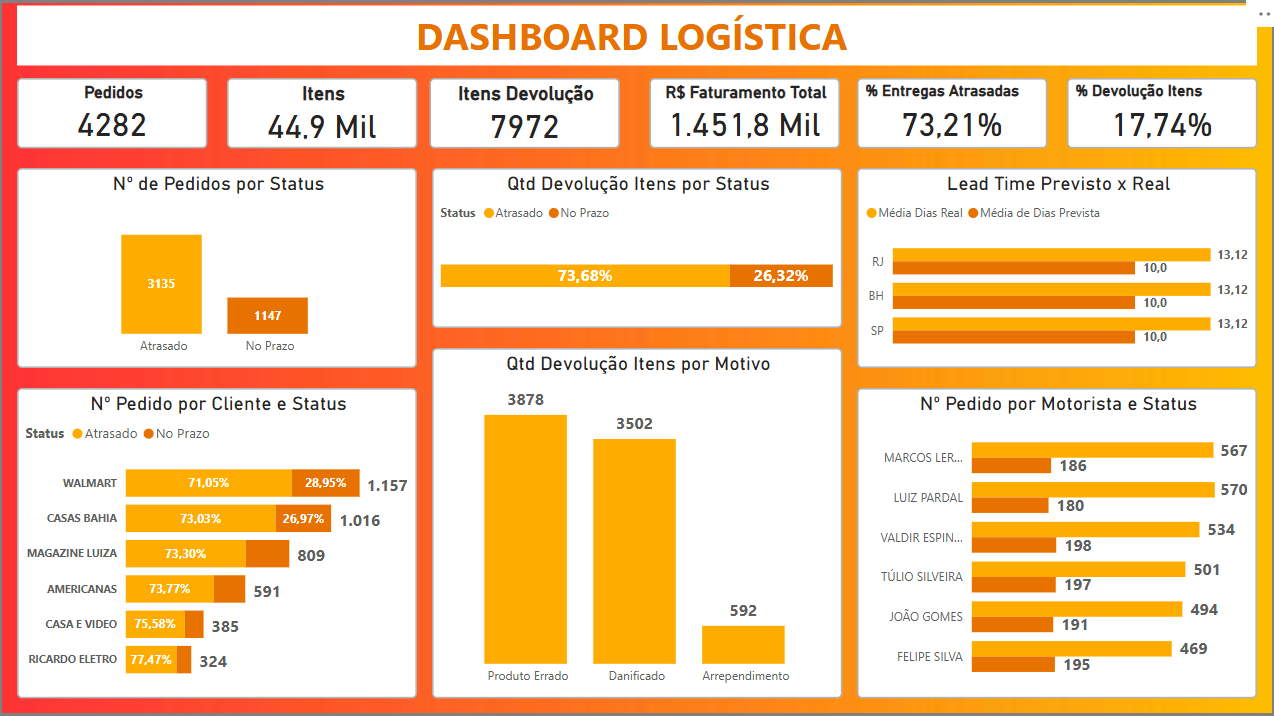 DASHBOARD LOGÍSTICA
Pedidos
4282
Itens
44,9 Mil
Itens Devolução
7972
R$ Faturamento Total
1.451,8 Mil
% Entregas Atrasadas
73,21%
% Devolução Itens
17,74%
Nº de Pedidos por Status
3135
1147
Atrasado No Prazo
Qtd Devolução Itens por Status
Status Atrasado No Prazo
73,68% 26,32%
Lead Time Previsto x Real
Média Dias Real Média de Dias Prevista
RJ 13,12
10,0
BH 13,12
10,0
SP 13,12
10,0
Nº Pedido por Cliente e Status
Status Atrasado No Prazo
WALMART 71,05% 28,95% 1.157
CASAS BAHIA 73,03% 26,97% 1.016
MAGAZINE LUIZA 73,30% 809
AMERICANAS 73,77% 591
CASA E VIDEO 75,58% 385
RICARDO ELETRO 77,47% 324
Qtd Devolução Itens por Motivo
3878
3502
592
Produto Errado Danificado Arrependimento
Nº Pedido por Motorista e Status
MARCOS LER... 567
186
LUIZ PARDAL 570
180
VALDIR ESPIN... 534
198
TÚLIO SILVEIRA 501
197
JOÃO GOMES 494
191
FELIPE SILVA 469
195